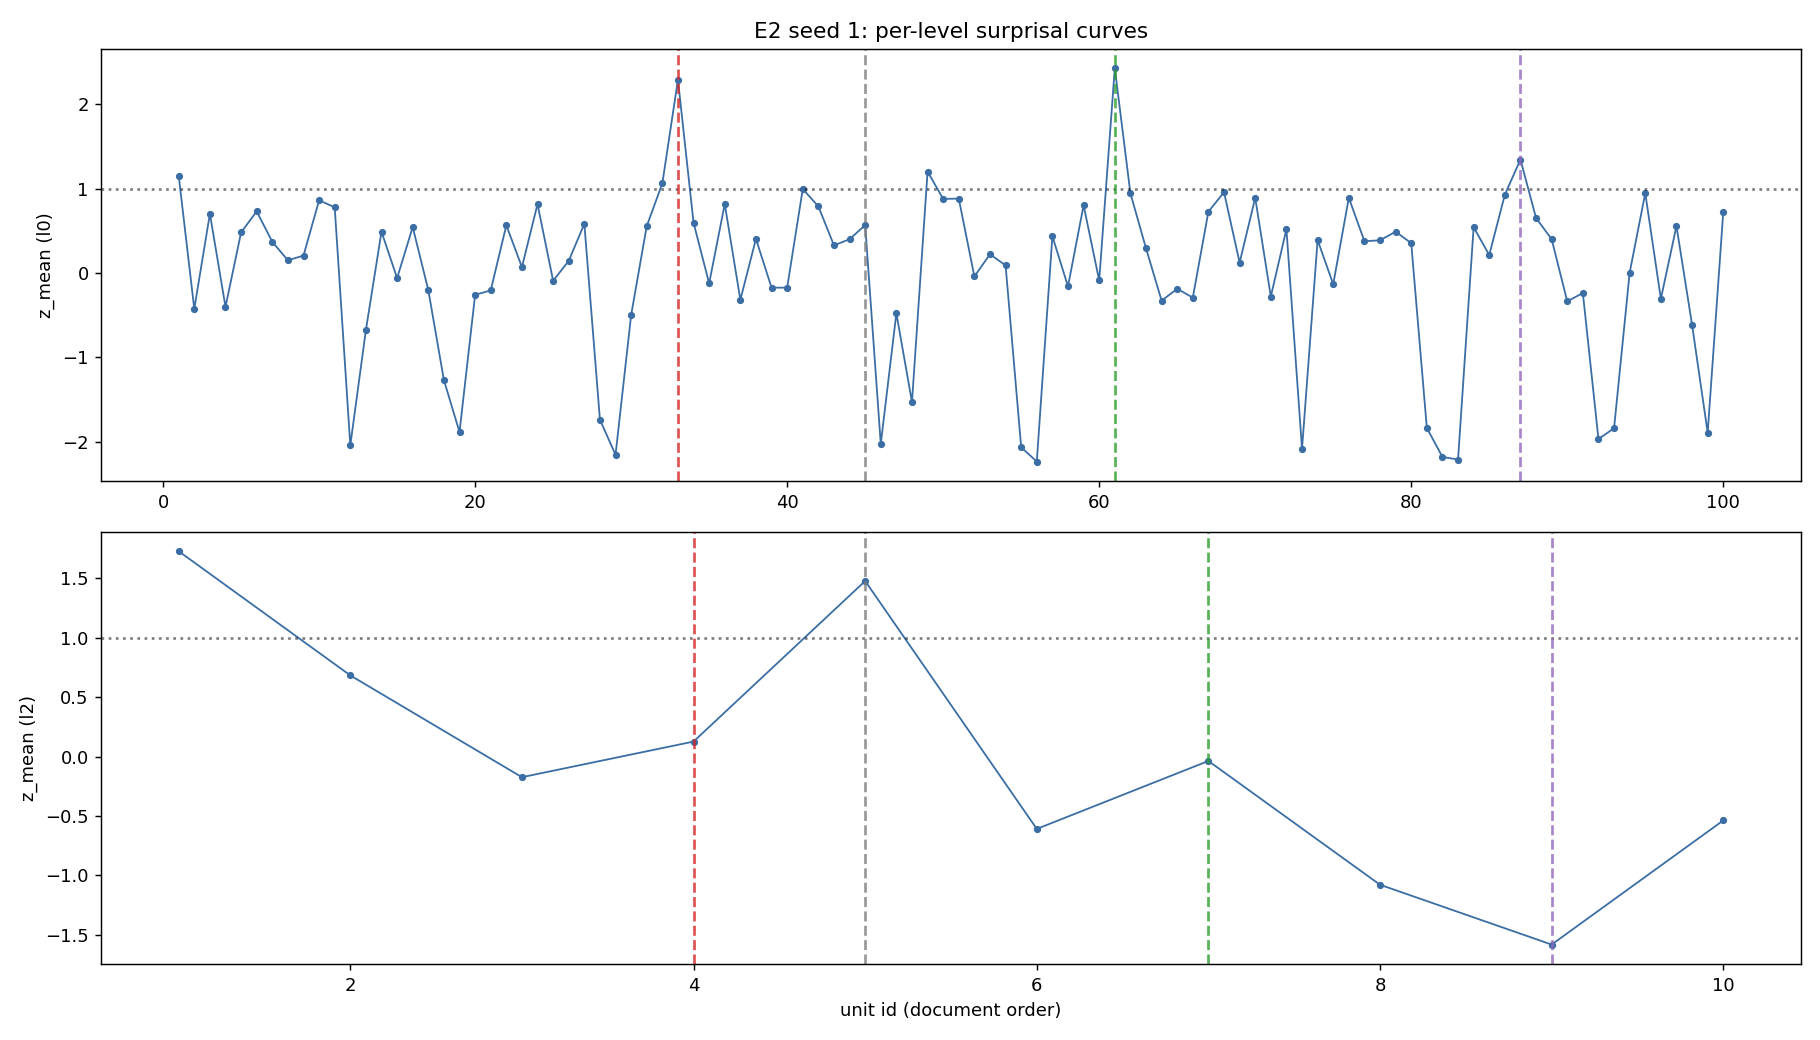 E2 seed 1: per-level surprisal curves
z_mean (l0)
2
1
0
−1
−2
0 20 40 60 80 100
z_mean (l2)
1.5
1.0
0.5
0.0
−0.5
−1.0
−1.5
2 4 6 8 10
unit id (document order)